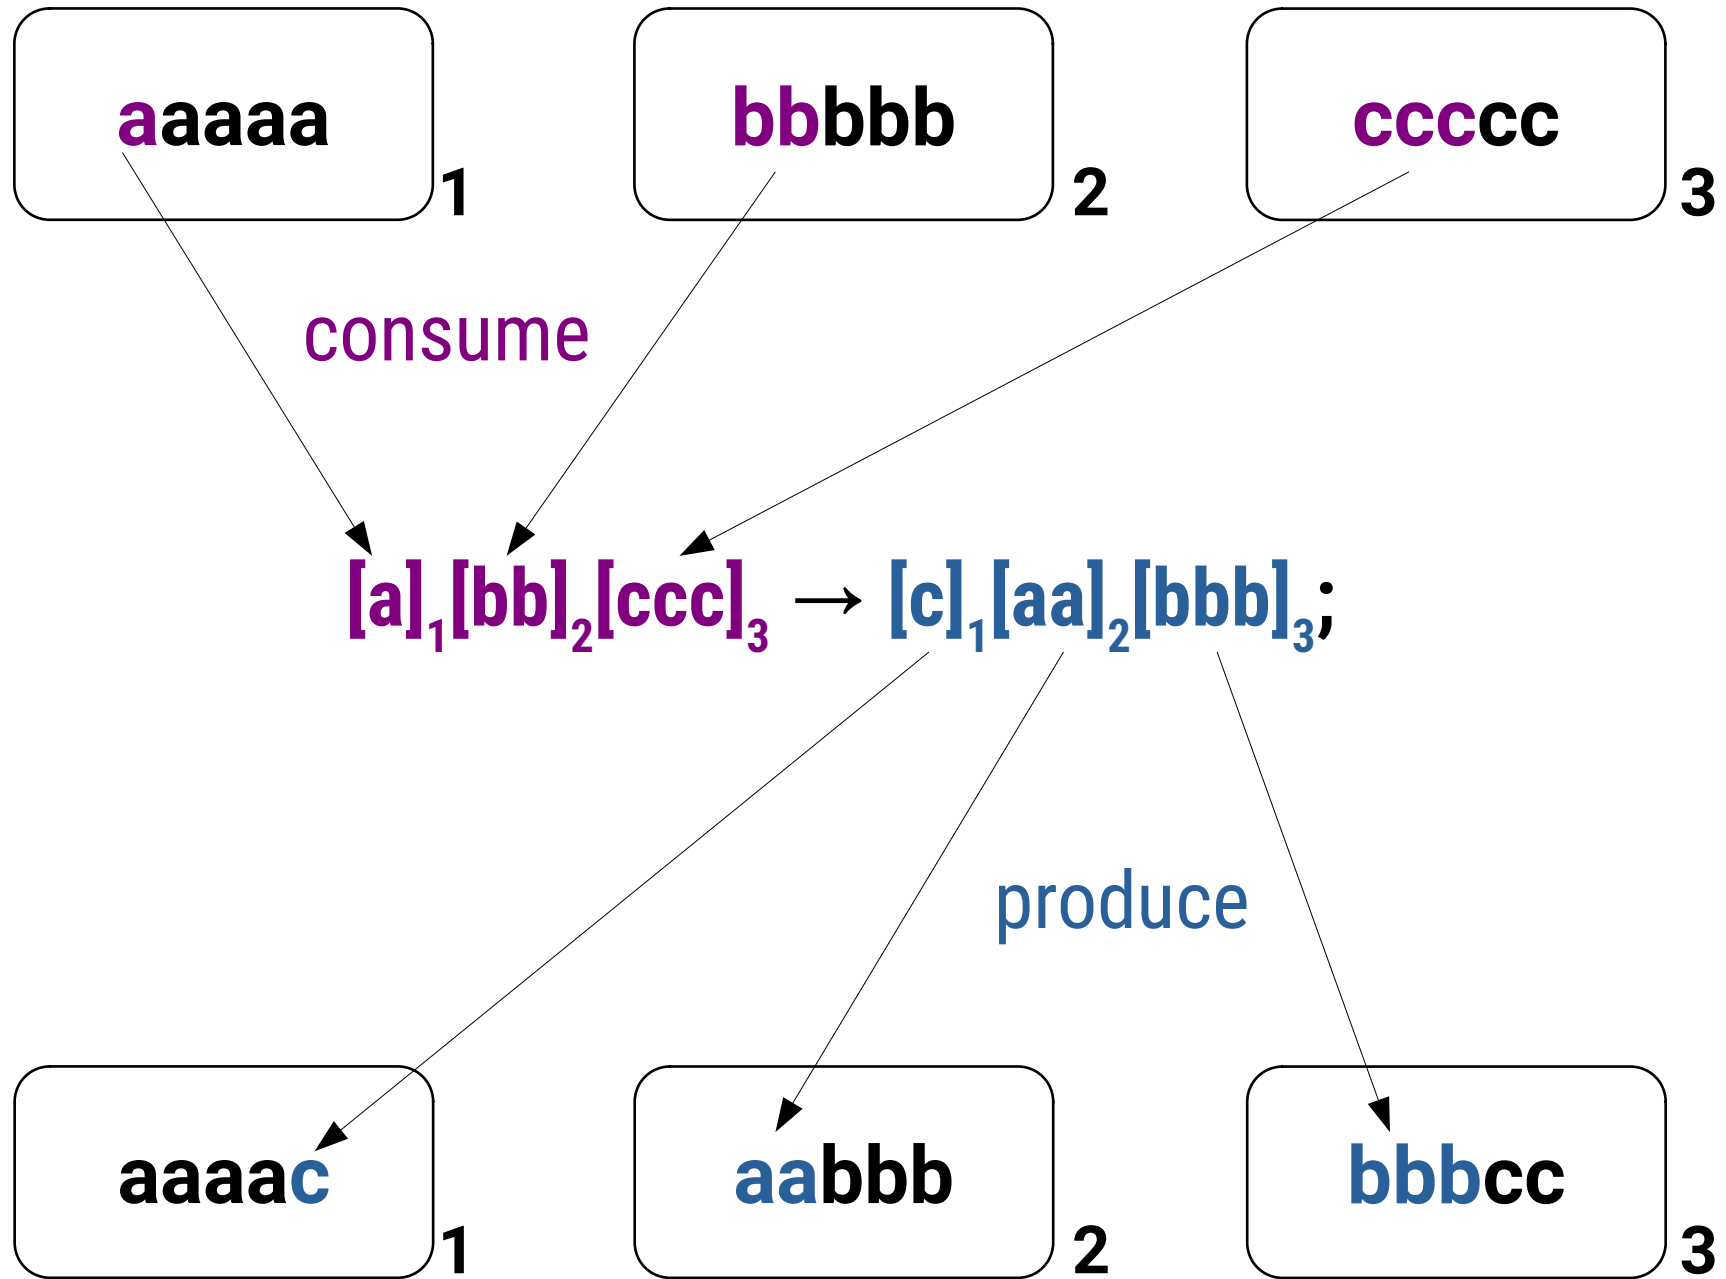 aaaaa bbbbb ccccc
1 2 3
consume
[a]1[bb]2[ccc]3 → [c]1[aa]2[bbb]3;
produce
aaaac aabbb bbbcc
1 2 3